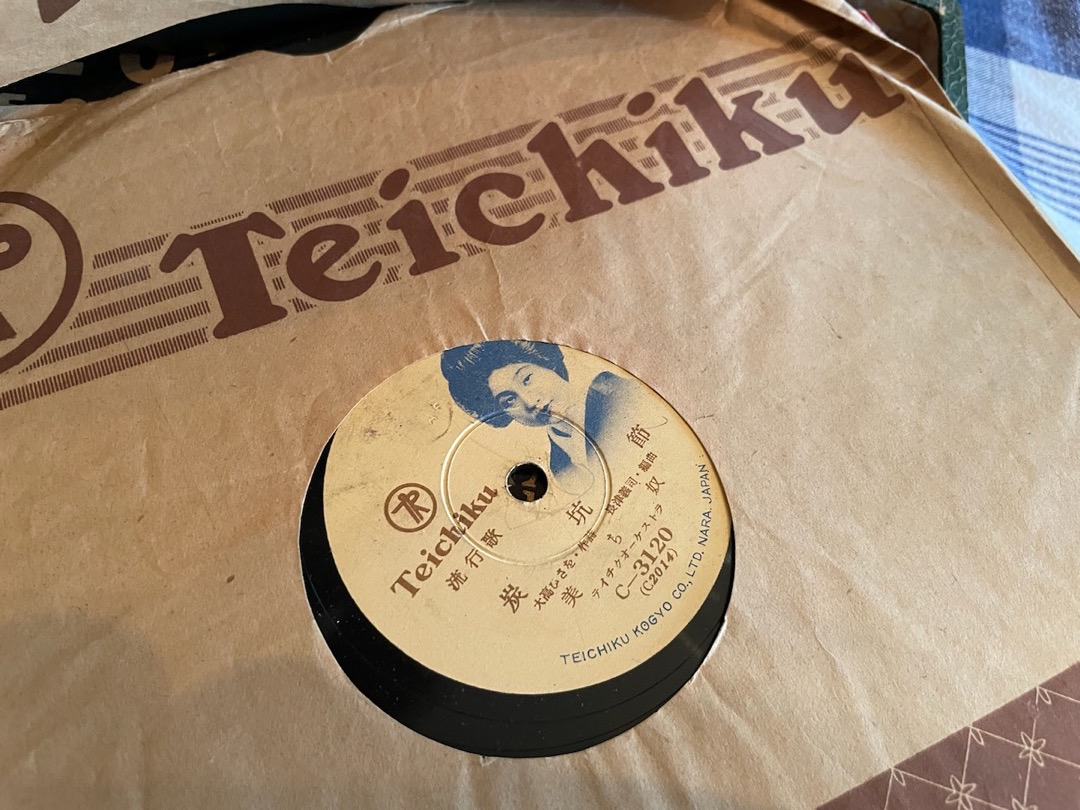 Teichiku
Teichiku
流行歌
炭坑節
大高ひさを・作詩 長津義司・編曲
美ち奴
テイチクオーケストラ
C-3120
(C2014)
TEICHIKU KOGYO CO., LTD. NARA. JAPAN